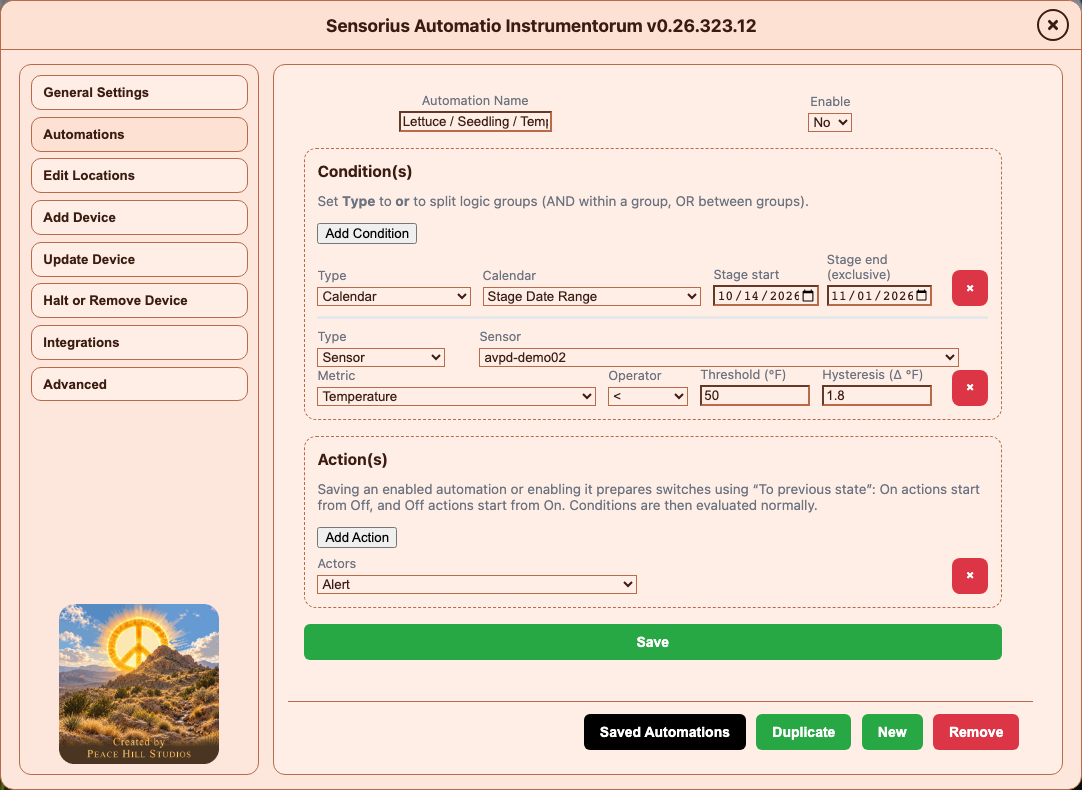 Sensorius Automatio Instrumentorum v0.26.323.12
General Settings
Automations
Edit Locations
Add Device
Update Device
Halt or Remove Device
Integrations
Advanced
Created by
Peace Hill Studios
Automation Name
Lettuce / Seedling / Temp
Enable
No
Condition(s)
Set Type to or to split logic groups (AND within a group, OR between groups).
Add Condition
Type
Calendar
Stage start
Stage end
(exclusive)
Calendar
Stage Date Range
10/14/2026
11/01/2026
Type
Sensor
Sensor
avpd-demo02
Metric
Operator
Threshold (°F)
Hysteresis (Δ °F)
Temperature
<
50
1.8
Action(s)
Saving an enabled automation or enabling it prepares switches using “To previous state”: On actions start
from Off, and Off actions start from On. Conditions are then evaluated normally.
Add Action
Actors
Alert
Save
Saved Automations
Duplicate
New
Remove